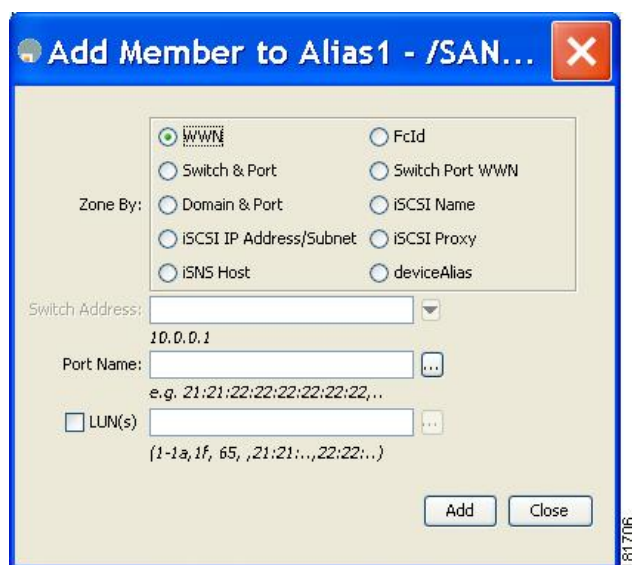 Add Member to Alias1 - /SAN...
Zone By:
WWN
FcId
Switch & Port
Switch Port WWN
Domain & Port
iSCSI Name
iSCSI IP Address/Subnet
iSCSI Proxy
iSNS Host
deviceAlias
Switch Address:
10.0.0.1
Port Name:
...
e.g. 21:21:22:22:22:22:22:22,..
LUN(s)
...
(1-1a,1f, 65, ,21:21:..,22:22:..)
Add
Close
81706